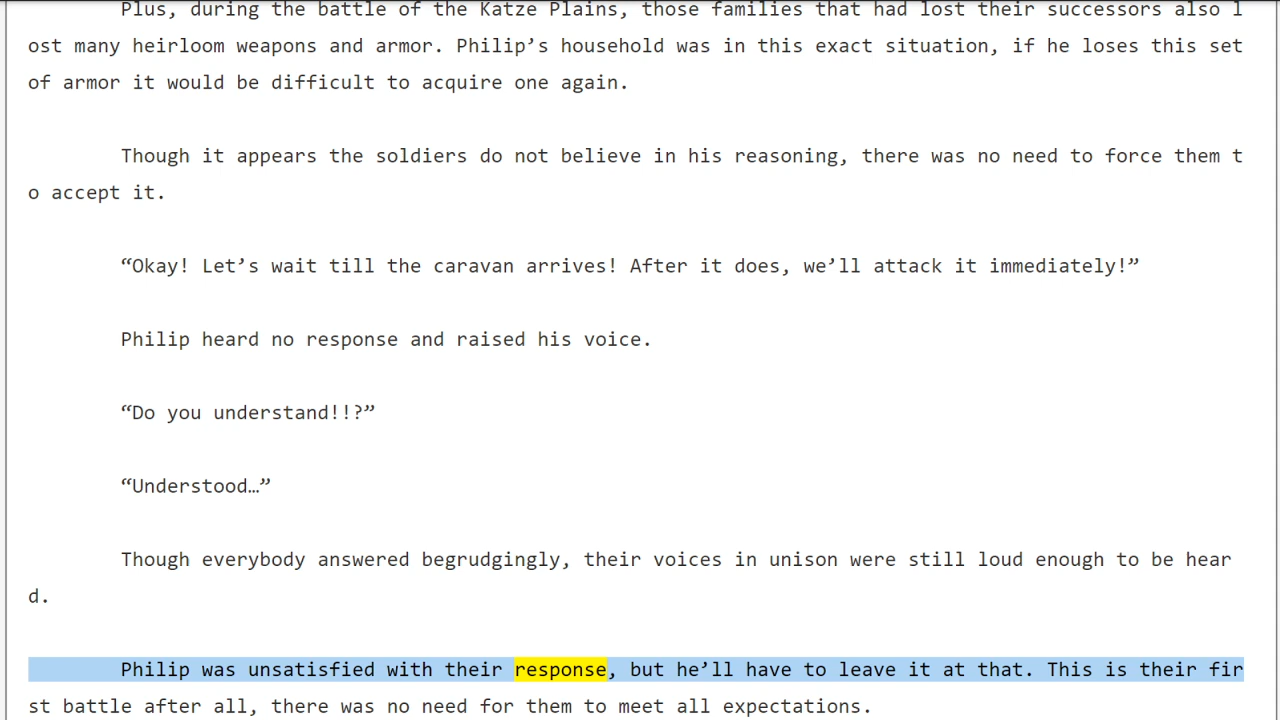 Plus, during the battle of the Katze Plains, those families that had lost their successors also l
ost many heirloom weapons and armor. Philip’s household was in this exact situation, if he loses this set
of armor it would be difficult to acquire one again.
Though it appears the soldiers do not believe in his reasoning, there was no need to force them t
o accept it.
“Okay! Let’s wait till the caravan arrives! After it does, we’ll attack it immediately!”
Philip heard no response and raised his voice.
“Do you understand!!?”
“Understood…”
Though everybody answered begrudgingly, their voices in unison were still loud enough to be hear
d.
Philip was unsatisfied with their response, but he’ll have to leave it at that. This is their fir
st battle after all, there was no need for them to meet all expectations.